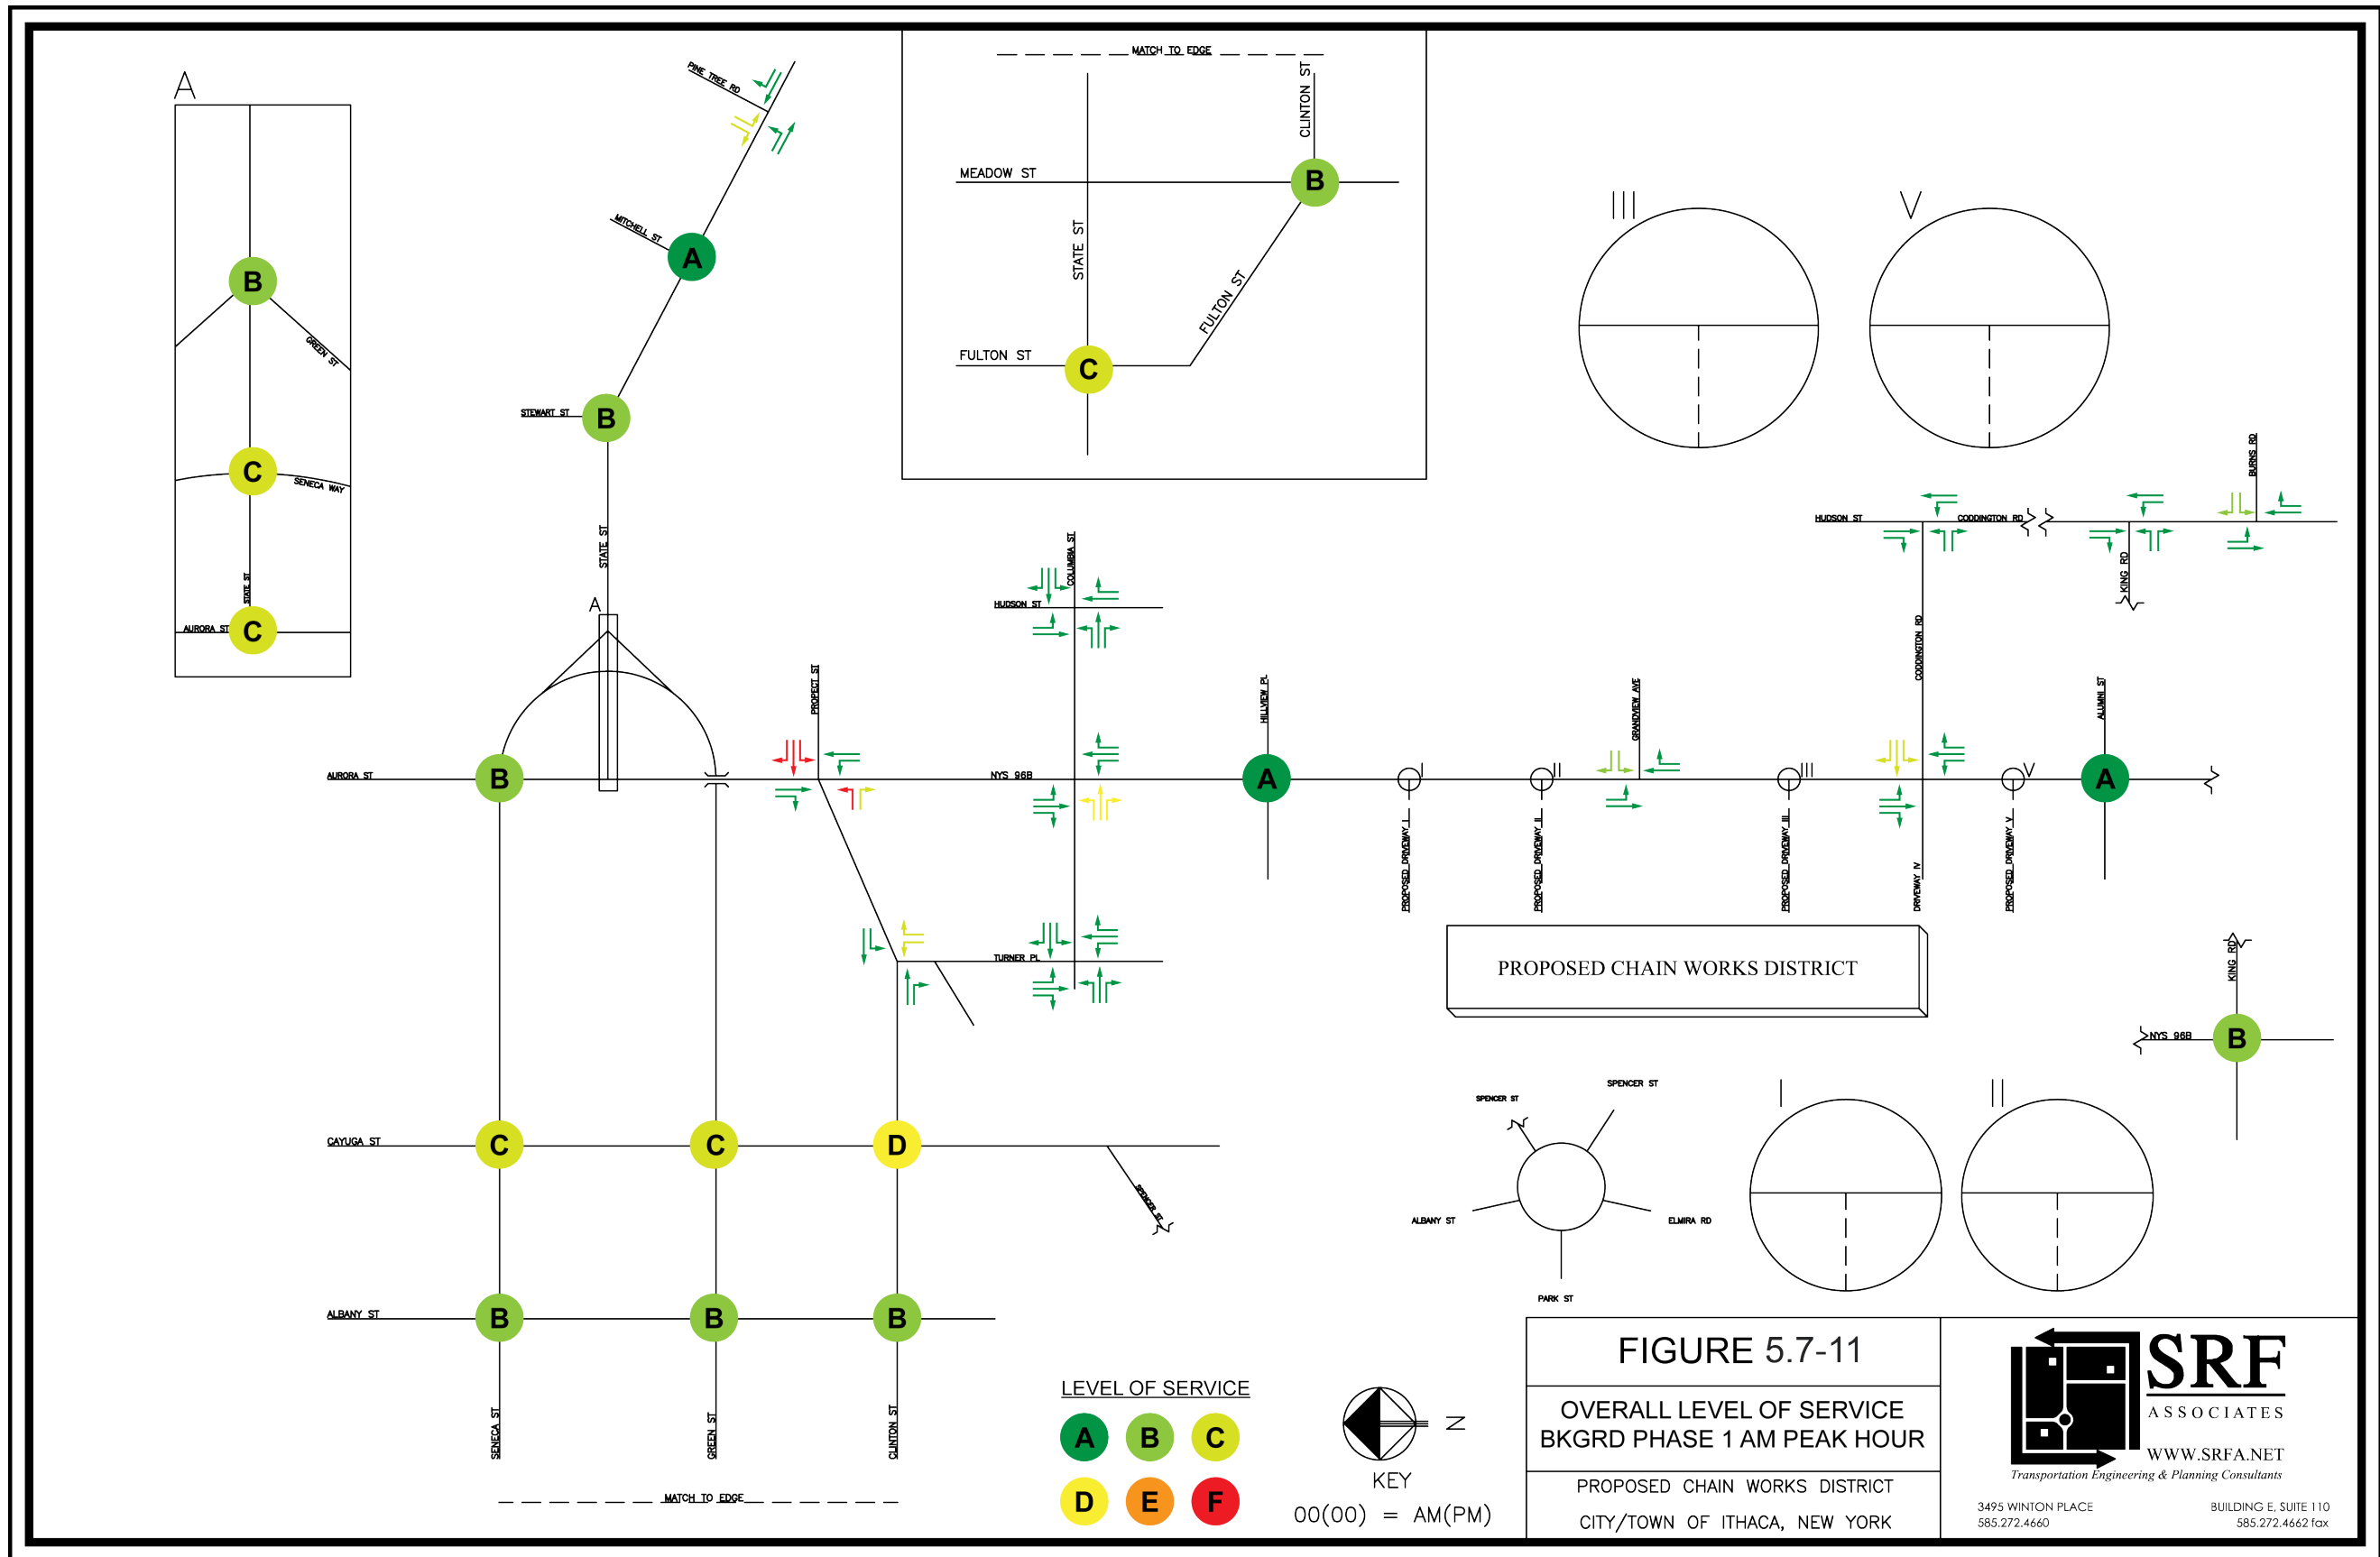 A
B
GREEN ST
C
SENECA WAY
STATE ST
AURORA ST
C
PINE TREE RD
MITCHELL ST
A
STEWART ST
B
STATE ST
A
MATCH TO EDGE
CLINTON ST
MEADOW ST
B
STATE ST
FULTON ST
FULTON ST
C
III
V
BURNS RD
HUDSON ST
CODDINGTON RD
KING RD
COLUMBIA ST
HUDSON ST
PROPECT ST
HILLVIEW PL
GRANDVIEW AVE
CODDINGTON RD
ALUMNI ST
AURORA ST
B
NYS 96B
A
I
II
III
V
A
PROPOSED DRIVEWAY I
PROPOSED DRIVEWAY II
PROPOSED DRIVEWAY III
DRIVEWAY IV
PROPOSED DRIVEWAY V
TURNER PL
PROPOSED CHAIN WORKS DISTRICT
KING RD
NYS 96B
B
SPENCER ST
SPENCER ST
ALBANY ST
ELMIRA RD
PARK ST
I
II
CAYUGA ST
C
C
D
SPENCER ST
ALBANY ST
B
B
B
SENECA ST
GREEN ST
CLINTON ST
MATCH TO EDGE
LEVEL OF SERVICE
A B C
D E F
N
KEY
00(00) = AM(PM)
FIGURE 5.7-11
OVERALL LEVEL OF SERVICE
BKGRD PHASE 1 AM PEAK HOUR
PROPOSED CHAIN WORKS DISTRICT
CITY/TOWN OF ITHACA, NEW YORK
SRF
ASSOCIATES
WWW.SRFA.NET
Transportation Engineering & Planning Consultants
3495 WINTON PLACE
BUILDING E, SUITE 110
585.272.4660
585.272.4662 fax